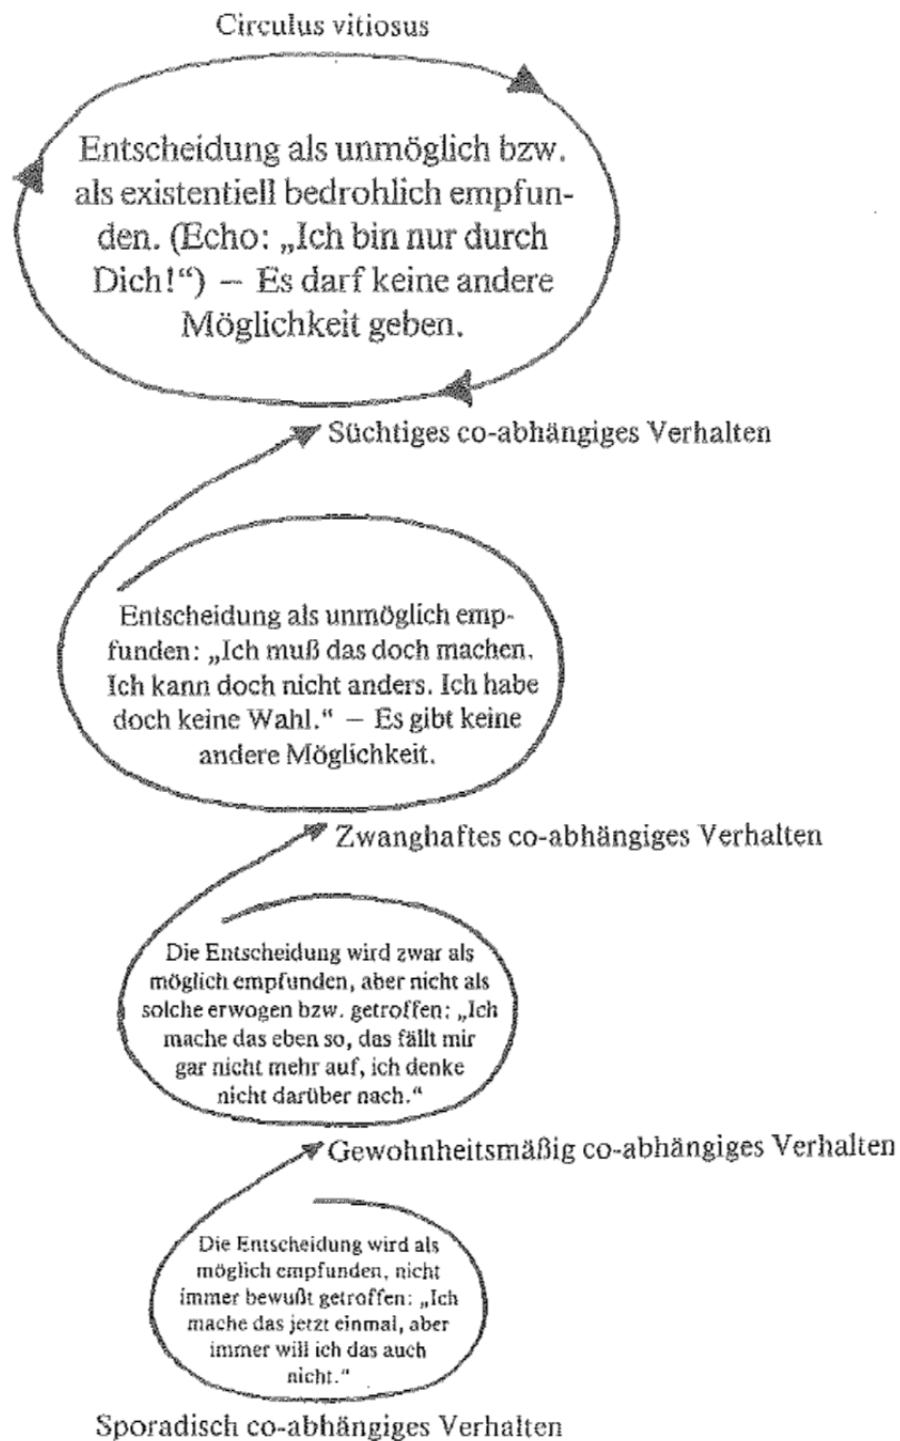 Circulus vitiosus
Entscheidung als unmöglich bzw.
als existentiell bedrohlich empfun-
den. (Echo: „Ich bin nur durch
Dich!“) – Es darf keine andere
Möglichkeit geben.
Süchtiges co-abhängiges Verhalten
Entscheidung als unmöglich emp-
funden: „Ich muß das doch machen.
Ich kann doch nicht anders. Ich habe
doch keine Wahl.“ – Es gibt keine
andere Möglichkeit.
Zwanghaftes co-abhängiges Verhalten
Die Entscheidung wird zwar als
möglich empfunden, aber nicht als
solche erwogen bzw. getroffen: „Ich
mache das eben so, das fällt mir
gar nicht mehr auf, ich denke
nicht darüber nach.“
Gewohnheitsmäßig co-abhängiges Verhalten
Die Entscheidung wird als
möglich empfunden, nicht
immer bewußt getroffen: „Ich
mache das jetzt einmal, aber
immer will ich das auch
nicht.“
Sporadisch co-abhängiges Verhalten